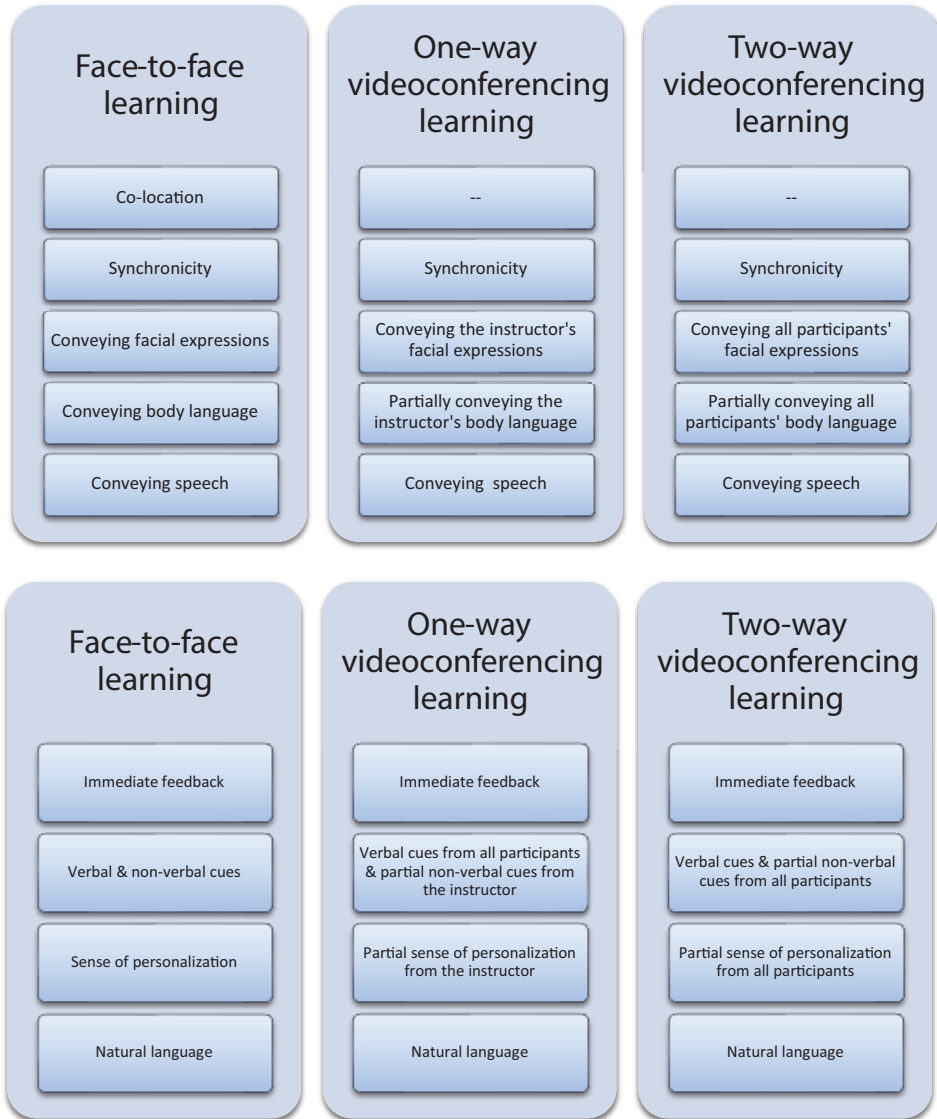 Face-to-face
learning
Co-location
Synchronicity
Conveying facial expressions
Conveying body language
Conveying speech
One-way
videoconferencing
learning
--
Synchronicity
Conveying the instructor's
facial expressions
Partially conveying the
instructor's body language
Conveying speech
Two-way
videoconferencing
learning
--
Synchronicity
Conveying all participants'
facial expressions
Partially conveying all
participants' body language
Conveying speech
Face-to-face
learning
Immediate feedback
Verbal & non-verbal cues
Sense of personalization
Natural language
One-way
videoconferencing
learning
Immediate feedback
Verbal cues from all participants
& partial non-verbal cues from
the instructor
Partial sense of personalization
from the instructor
Natural language
Two-way
videoconferencing
learning
Immediate feedback
Verbal cues & partial non-verbal
cues from all participants
Partial sense of personalization
from all participants
Natural language